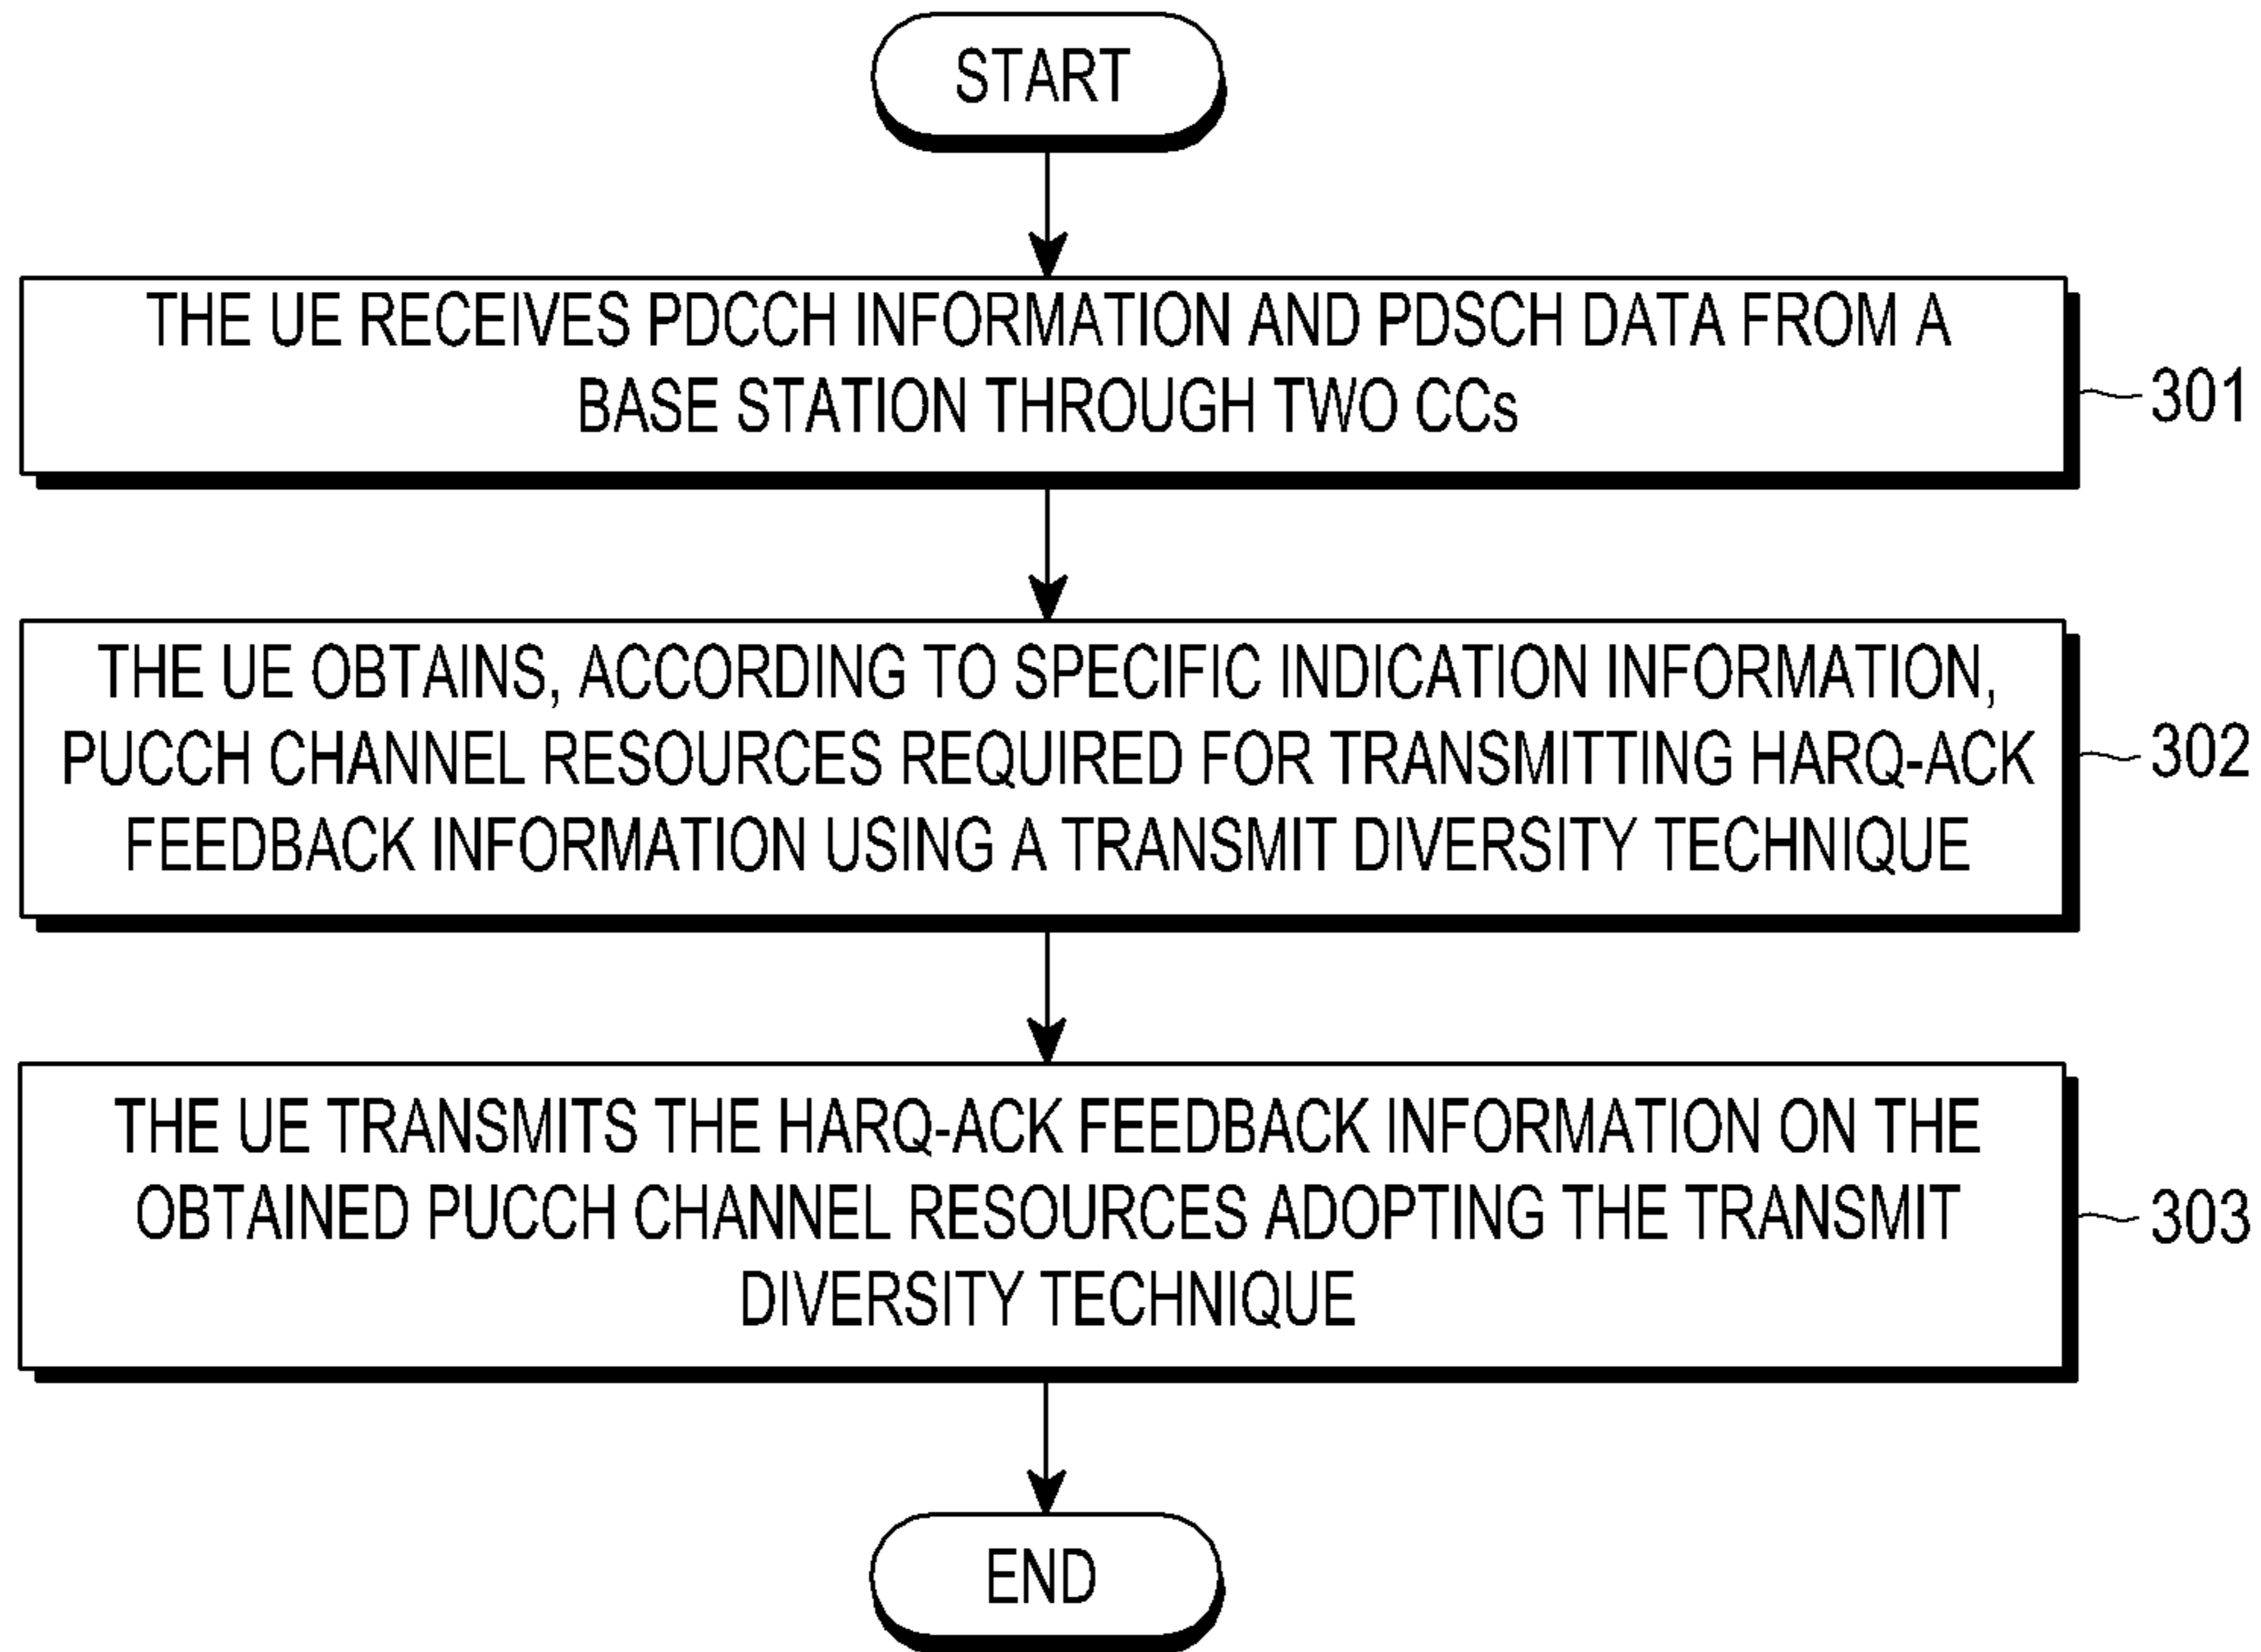 START
THE UE RECEIVES PDCCH INFORMATION AND PDSCH DATA FROM A
BASE STATION THROUGH TWO CCs
301
THE UE OBTAINS, ACCORDING TO SPECIFIC INDICATION INFORMATION,
PUCCH CHANNEL RESOURCES REQUIRED FOR TRANSMITTING HARQ-ACK
FEEDBACK INFORMATION USING A TRANSMIT DIVERSITY TECHNIQUE
302
THE UE TRANSMITS THE HARQ-ACK FEEDBACK INFORMATION ON THE
OBTAINED PUCCH CHANNEL RESOURCES ADOPTING THE TRANSMIT
DIVERSITY TECHNIQUE
303
END